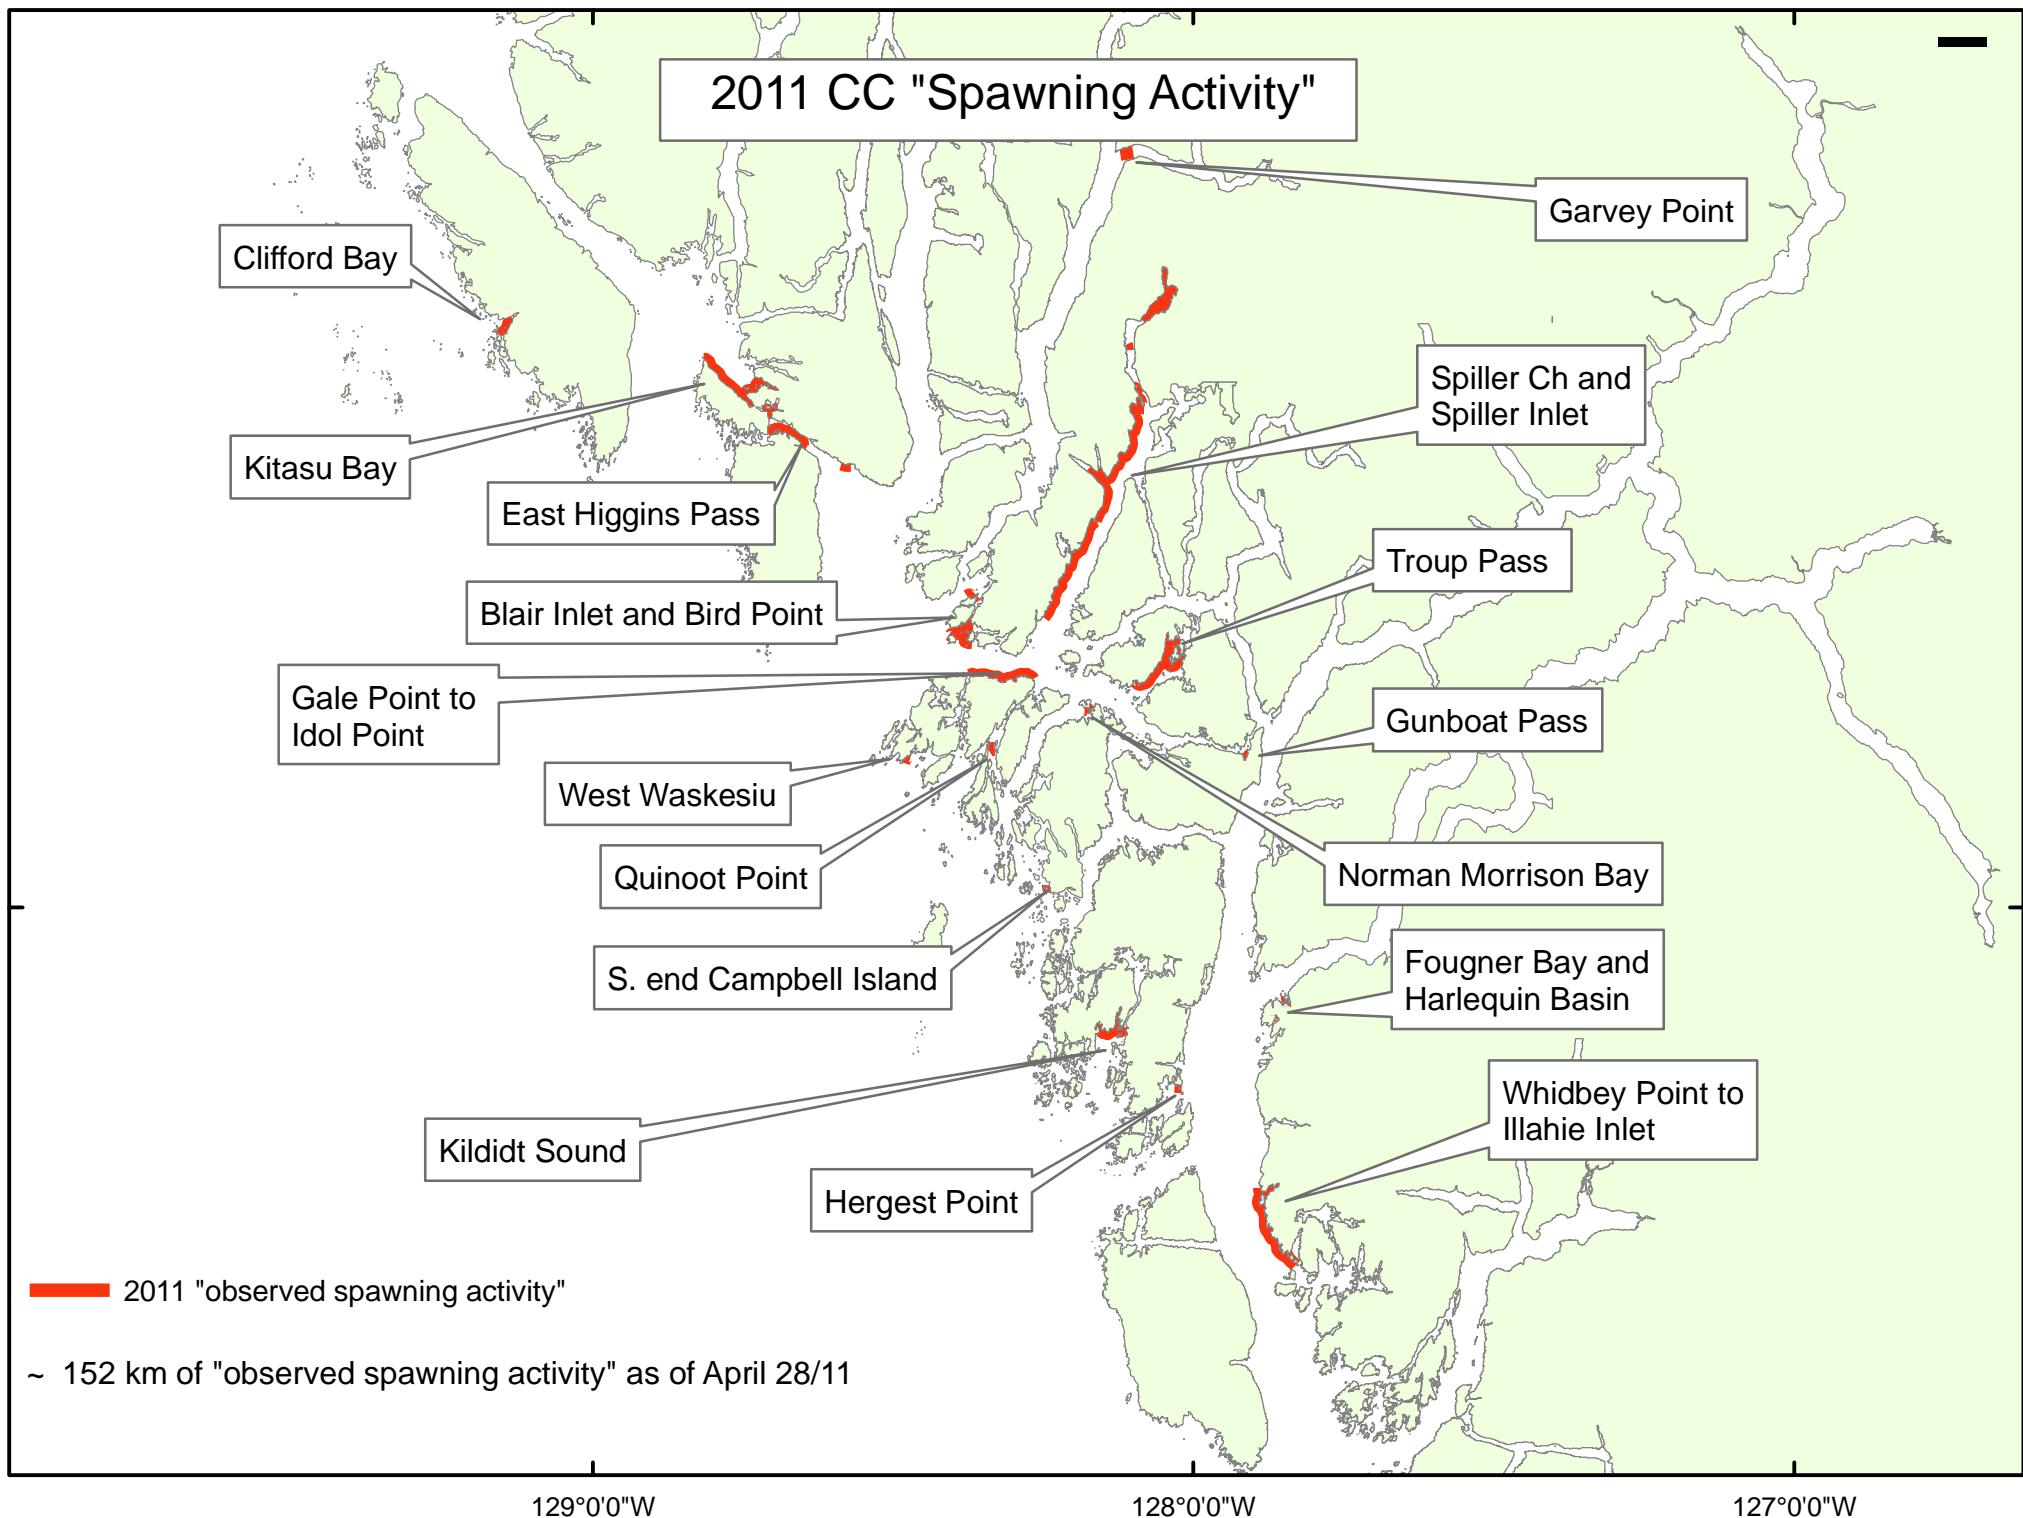 2011 CC "Spawning Activity"
Garvey Point
Clifford Bay
Spiller Ch and
Spiller Inlet
Kitasu Bay
East Higgins Pass
Troup Pass
Blair Inlet and Bird Point
Gale Point to
Idol Point
Gunboat Pass
West Waskesiu
Quinoot Point
Norman Morrison Bay
S. end Campbell Island
Fougner Bay and
Harlequin Basin
Whidbey Point to
Illahie Inlet
Kildidt Sound
Hergest Point
2011 "observed spawning activity"
~ 152 km of "observed spawning activity" as of April 28/11
129°0'0"W
128°0'0"W
127°0'0"W